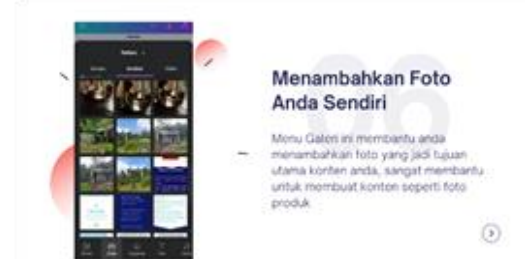 06
Menambahkan Foto
Anda Sendiri
Menu Galeri ini membantu anda
menambahkan foto yang jadi tujuan
utama konten anda, sangat membantu
untuk membuat konten seperti foto
produk